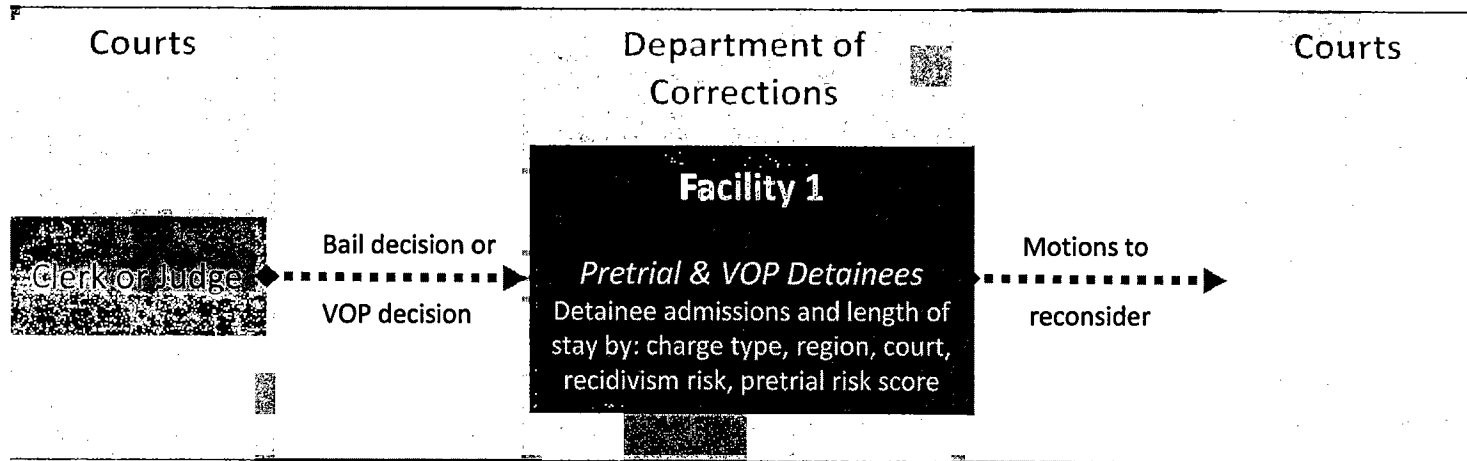 Courts
Department of
Corrections
Courts
Facility 1
Clerk or Judge
Bail decision or
VOP decision
Pretrial & VOP Detainees
Detainee admissions and length of
stay by: charge type, region, court,
recidivism risk, pretrial risk score
Motions to
reconsider